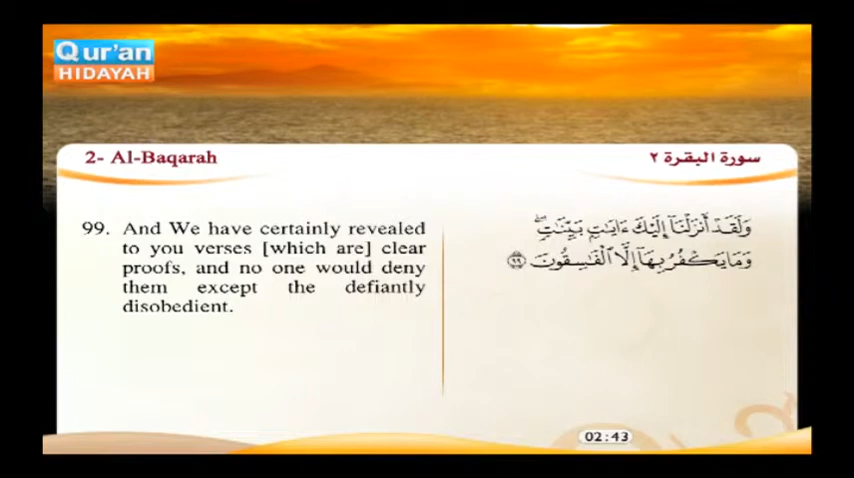 Qur'an
HIDAYAH
2- Al-Baqarah
سورة البقرة ٢
99. And We have certainly revealed
to you verses [which are] clear
proofs, and no one would deny
them except the defiantly
disobedient.
وَلَقَدْ أَنزَلْنَآ إِلَيْكَ ءَايَـٰتٍۭ بَيِّنَـٰتٍ ۖ
وَمَا يَكْفُرُ بِهَآ إِلَّا ٱلْفَـٰسِقُونَ ٩٩
02:43